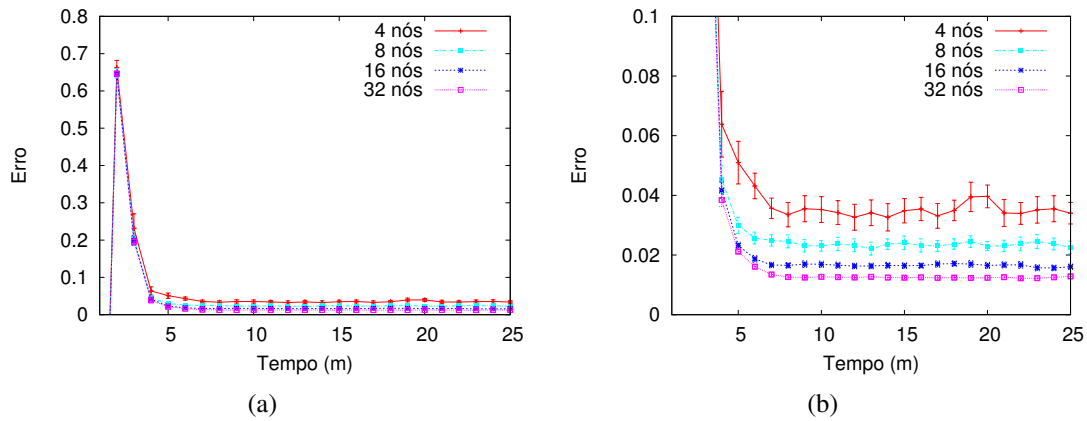 0.8
0.7
0.6
0.5
0.4
0.3
0.2
0.1
0
Erro
5 10 15 20 25
Tempo (m)
4 nós
8 nós
16 nós
32 nós
(a)
0.1
0.08
0.06
0.04
0.02
0
Erro
5 10 15 20 25
Tempo (m)
4 nós
8 nós
16 nós
32 nós
(b)